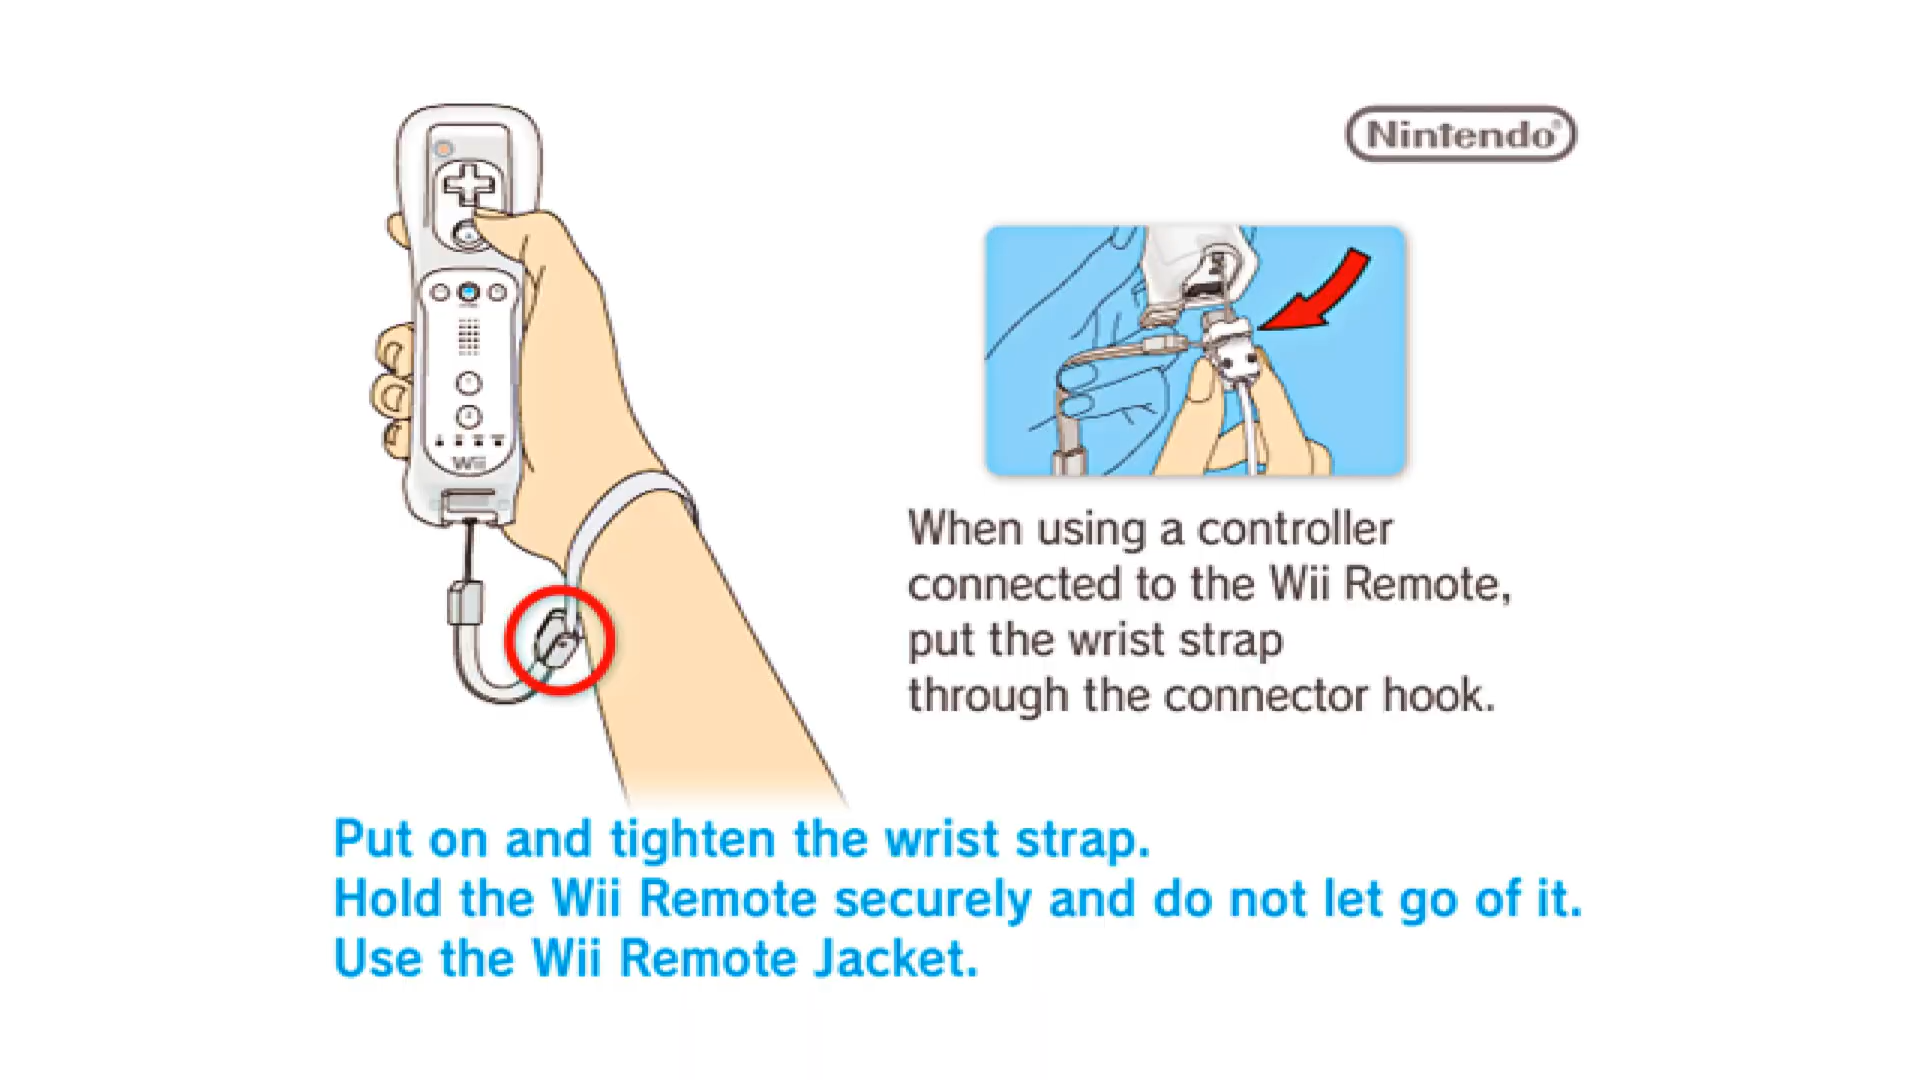 Nintendo®
Wii
When using a controller
connected to the Wii Remote,
put the wrist strap
through the connector hook.
Put on and tighten the wrist strap.
Hold the Wii Remote securely and do not let go of it.
Use the Wii Remote Jacket.